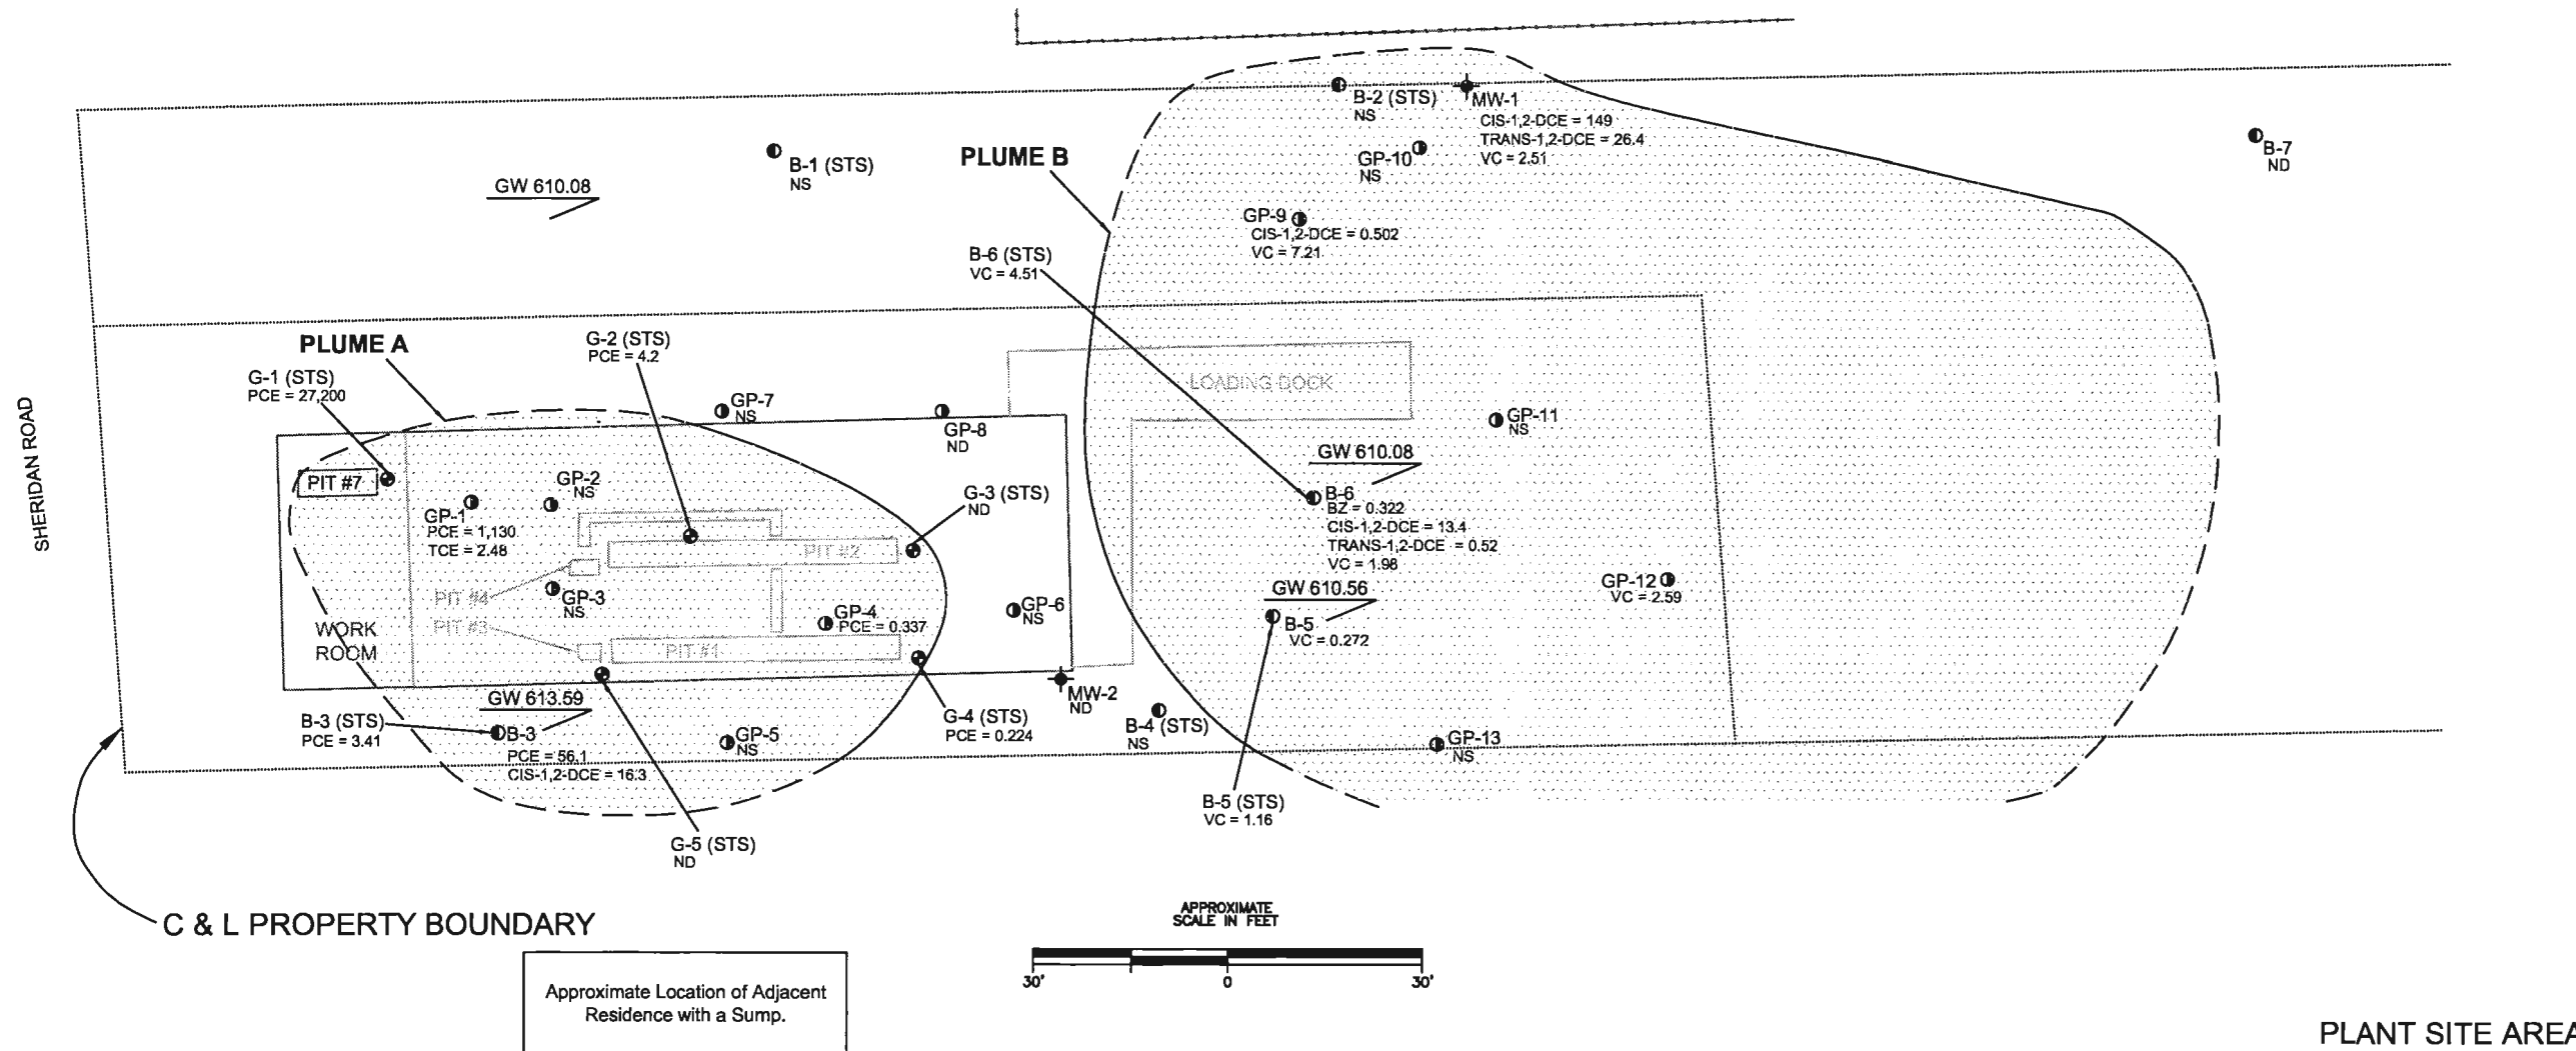 B-2 (STS)
NS
MW-1
CIS-1,2-DCE = 149
TRANS-1,2-DCE = 26.4
VC = 2.51
B-7
ND
B-1 (STS)
NS
PLUME B
GP-10
NS
GW 610.08
GP-9
CIS-1,2-DCE = 0.502
VC = 7.21
B-6 (STS)
VC = 4.51
PLUME A
G-2 (STS)
PCE = 4.2
G-1 (STS)
PCE = 27,200
LOADING DOCK
GP-7
NS
GP-8
ND
GP-11
NS
SHERIDAN ROAD
PIT #7
GP-2
NS
GP-1
PCE = 1,130
TCE = 2.48
G-3 (STS)
ND
GW 610.08
B-6
BZ = 0.322
CIS-1,2-DCE = 13.4
TRANS-1,2-DCE = 0.52
VC = 1.98
PIT #2
PIT #4
GP-3
NS
PIT #3
GP-4
PCE = 0.337
GP-6
NS
GW 610.56
B-5
VC = 0.272
GP-12
VC = 2.59
WORK
ROOM
PIT #1
GW 613.59
B-3 (STS)
PCE = 3.41
B-3
PCE = 56.1
CIS-1,2-DCE = 16.3
GP-5
NS
G-4 (STS)
PCE = 0.224
MW-2
ND
B-4 (STS)
NS
GP-13
NS
B-5 (STS)
VC = 1.16
G-5 (STS)
ND
C & L PROPERTY BOUNDARY
APPROXIMATE
SCALE IN FEET
30'
0
30'
Approximate Location of Adjacent
Residence with a Sump.
PLANT SITE AREA